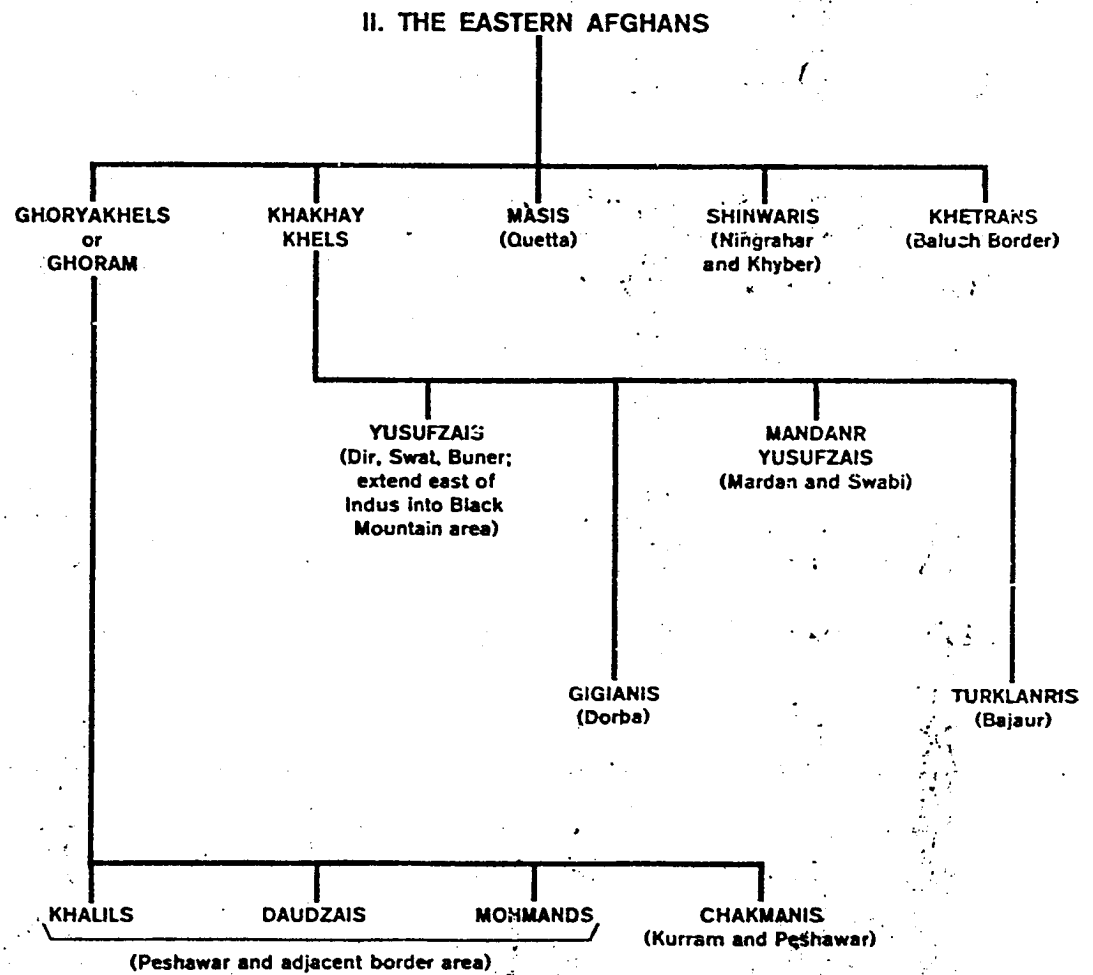 II. THE EASTERN AFGHANS
GHORYAKHELS
or
GHORAM
KHAKHAY
KHELS
MASIS
(Quetta)
SHINWARIS
(Ningrahar
and Khyber)
KHETRANS
(Baluch Border)
YUSUFZAIS
(Dir, Swat, Buner;
extend east of
Indus into Black
Mountain area)
MANDANR
YUSUFZAIS
(Mardan and Swabi)
GIGIANIS
(Dorba)
TURKLANRIS
(Bajaur)
KHALILS
DAUDZAIS
MOHMANDS
CHAKMANIS
(Kurram and Peshawar)
(Peshawar and adjacent border area)